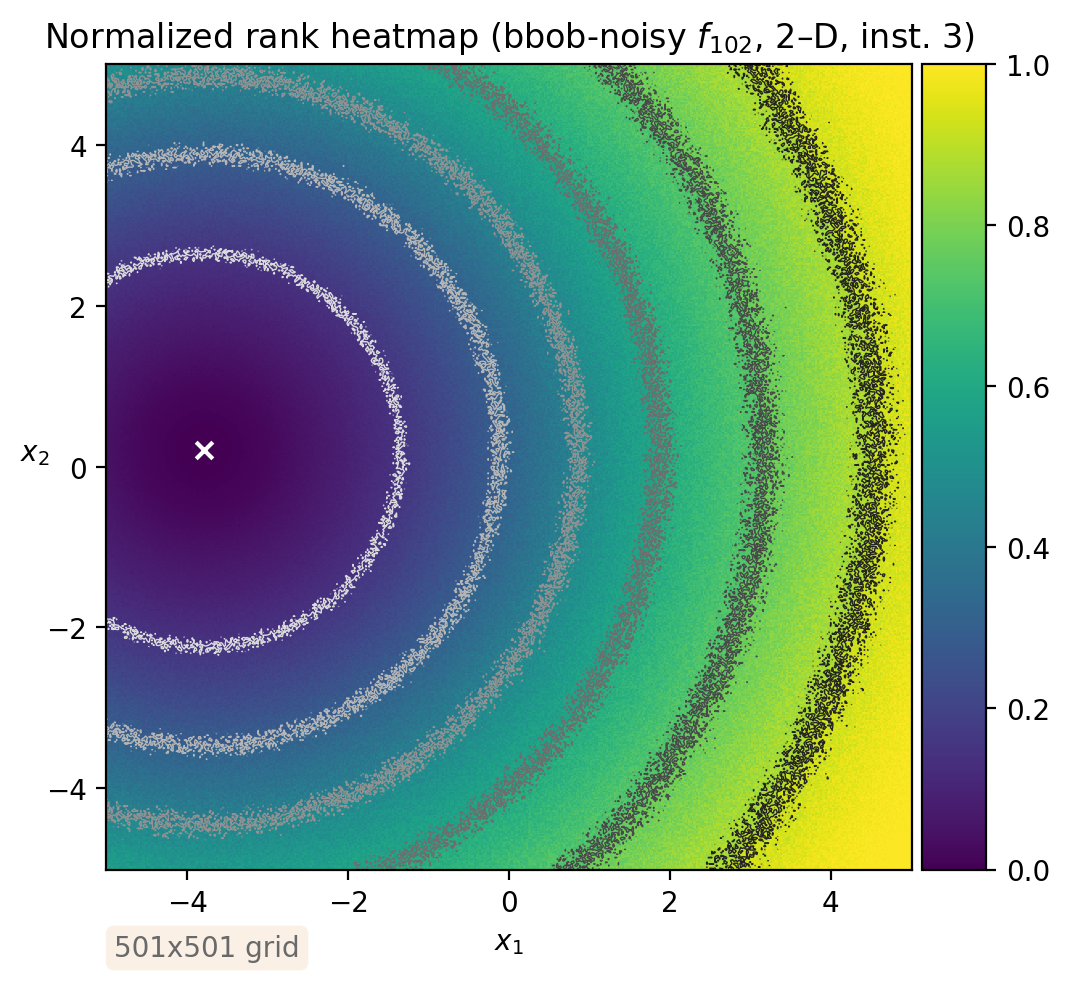 Normalized rank heatmap (bbob-noisy f102, 2–D, inst. 3)
1.0
0.8
0.6
0.4
0.2
0.0
4
2
0
−2
−4
x2
−4 −2 0 2 4
x1
501x501 grid